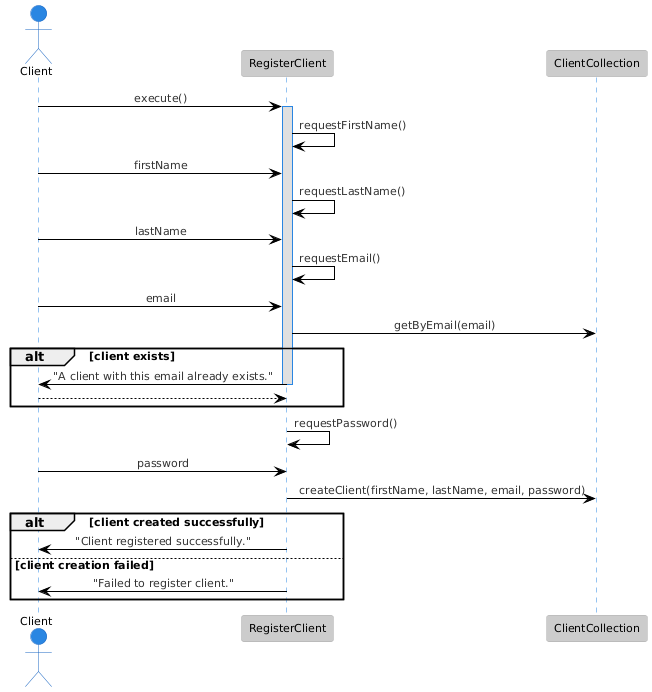 Client
RegisterClient
ClientCollection
execute()
requestFirstName()
firstName
requestLastName()
lastName
requestEmail()
email
getByEmail(email)
alt [client exists]
"A client with this email already exists."
requestPassword()
password
createClient(firstName, lastName, email, password)
alt [client created successfully]
"Client registered successfully."
[client creation failed]
"Failed to register client."
Client
RegisterClient
ClientCollection